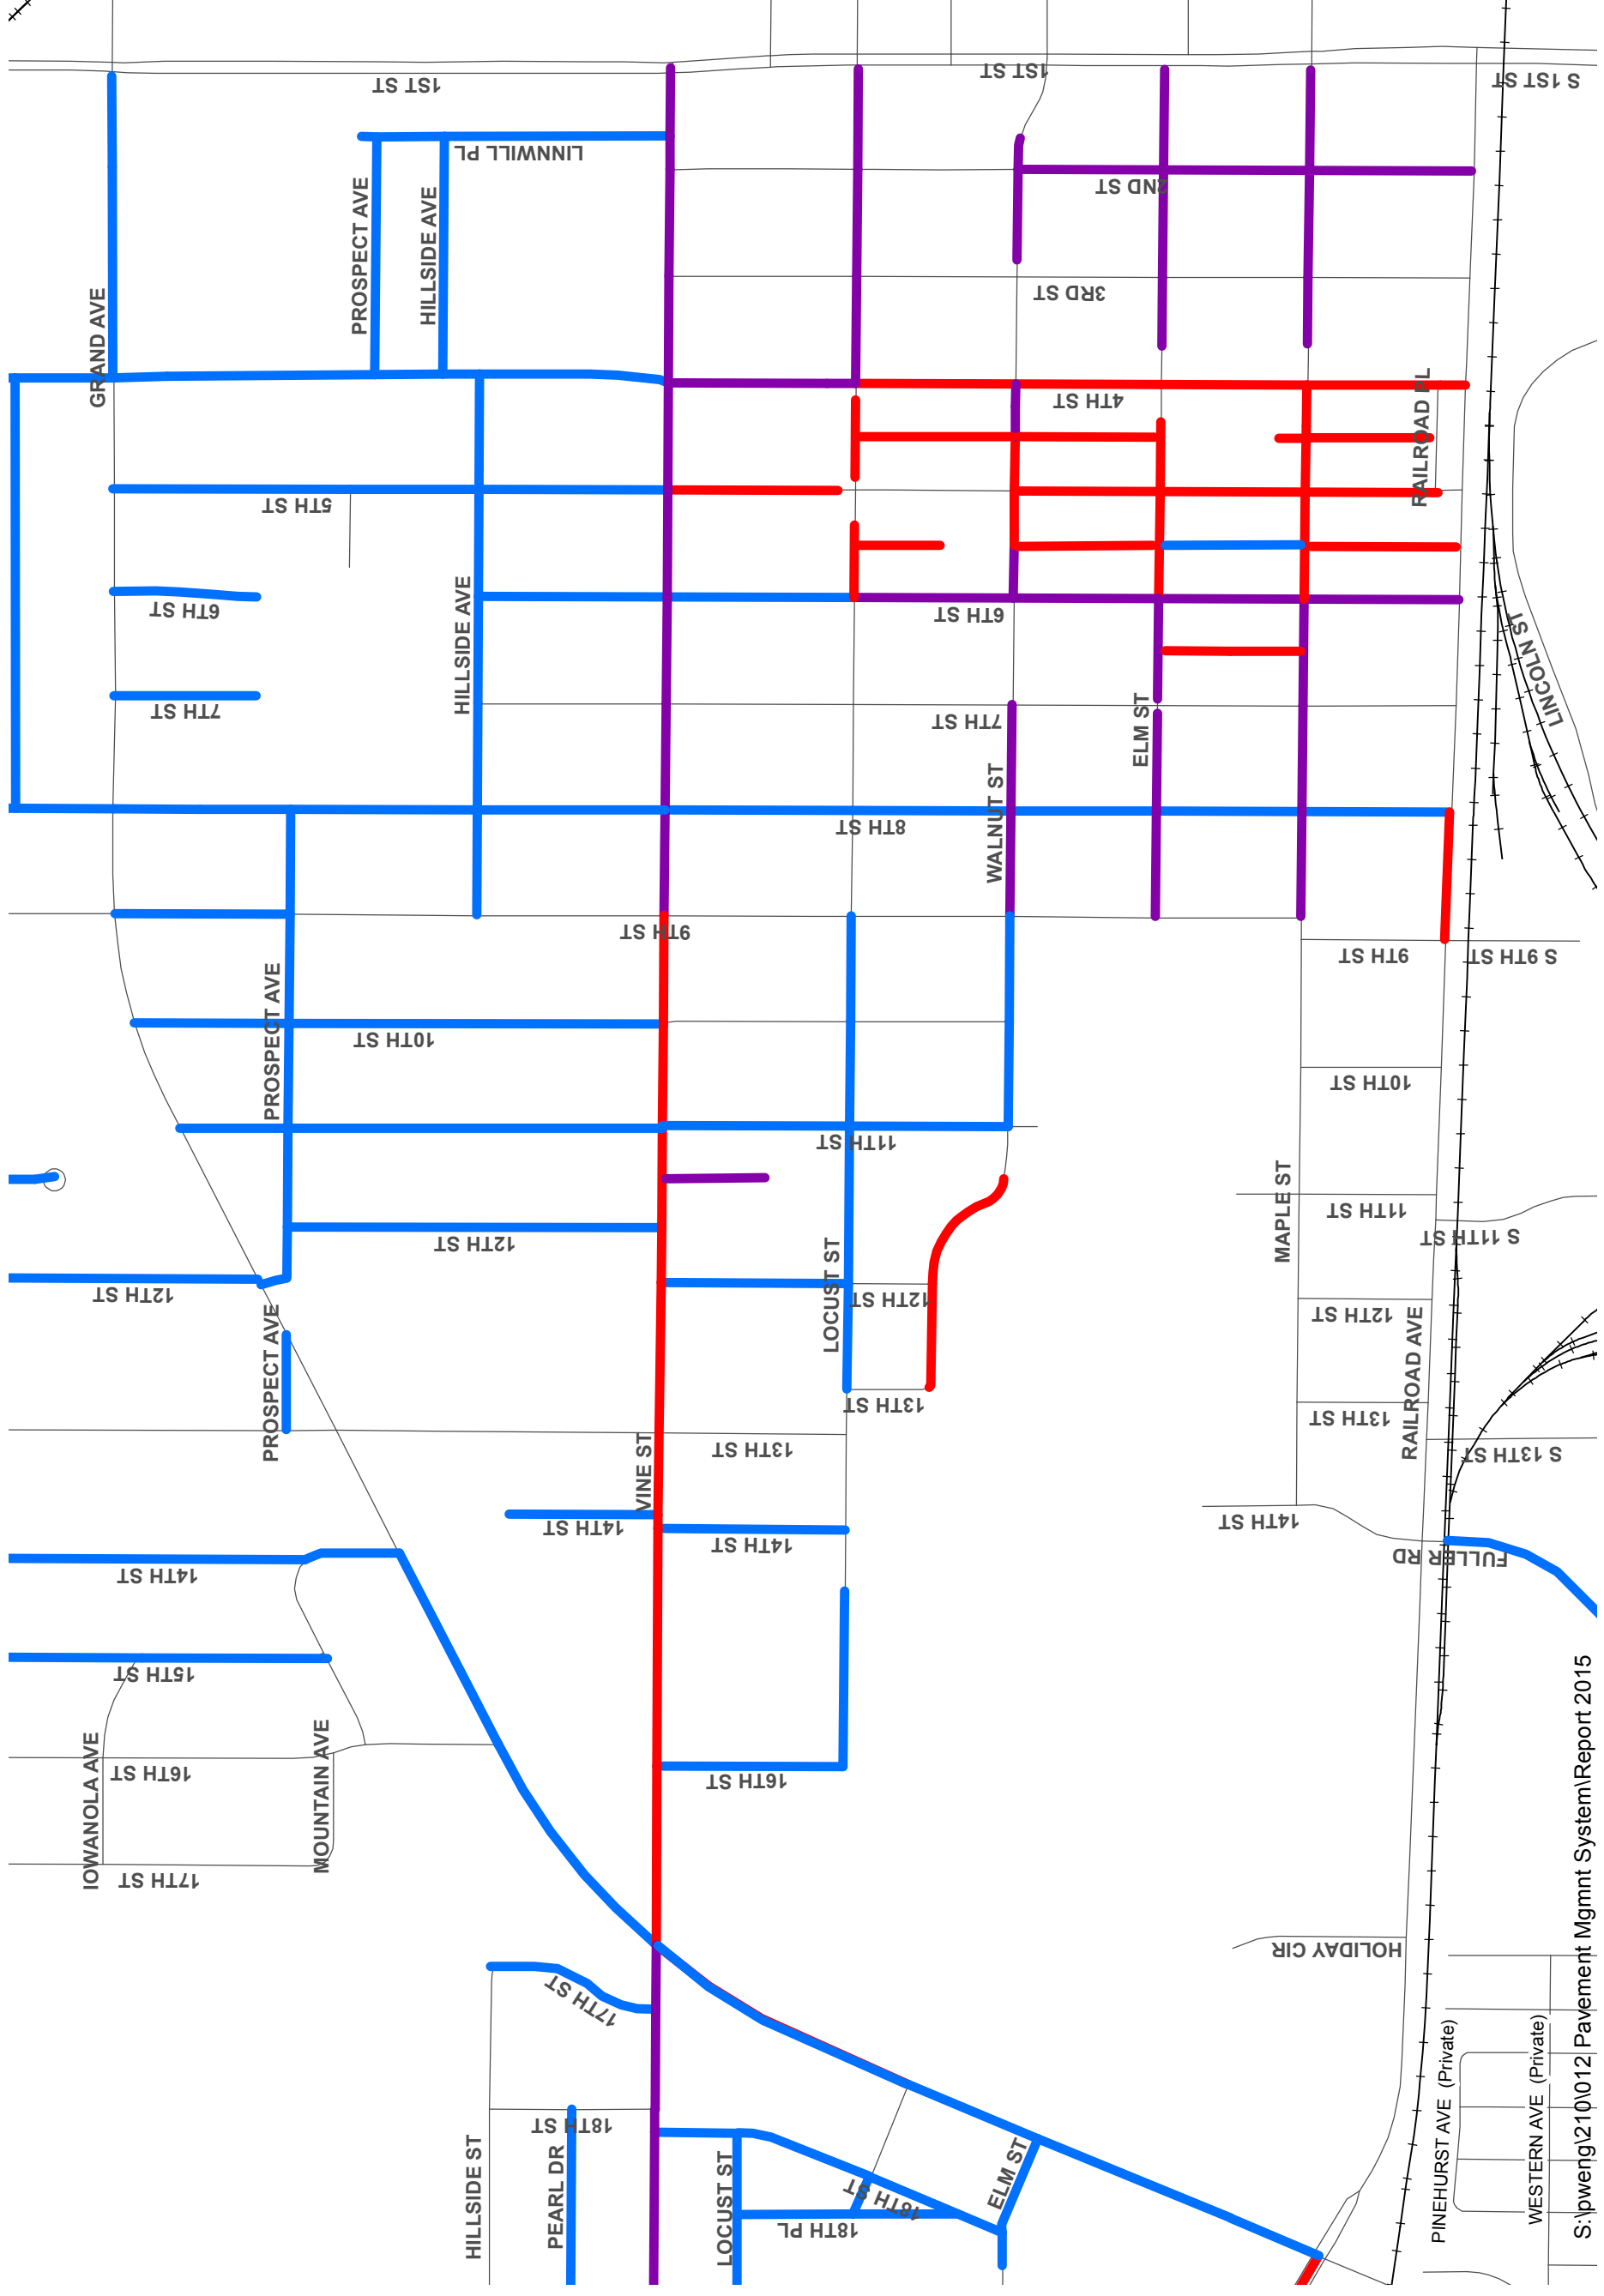 1ST ST
1ST ST
S 1ST ST
LINNWILL PL
PROSPECT AVE
HILLSIDE AVE
2ND ST
GRAND AVE
3RD ST
4TH ST
RAILROAD PL
5TH ST
6TH ST
HILLSIDE AVE
6TH ST
LINCOLN ST
7TH ST
7TH ST
ELM ST
WALNUT ST
8TH ST
9TH ST
9TH ST
S 9TH ST
PROSPECT AVE
10TH ST
10TH ST
11TH ST
MAPLE ST
11TH ST
S 11TH ST
12TH ST
12TH ST
LOCUST ST
12TH ST
12TH ST
PROSPECT AVE
RAILROAD AVE
13TH ST
13TH ST
13TH ST
S 13TH ST
VINE ST
14TH ST
14TH ST
14TH ST
FULLER RD
14TH ST
15TH ST
IOWANOLA AVE
MOUNTAIN AVE
16TH ST
16TH ST
17TH ST
HOLIDAY CIR
17TH ST
18TH ST
HILLSIDE ST
PEARL DR
LOCUST ST
18TH ST
18TH PL
ELM ST
PINEHURST AVE (Private)
WESTERN AVE (Private)
S:\pweng\210\012 Pavement Mgmnt System\Report 2015